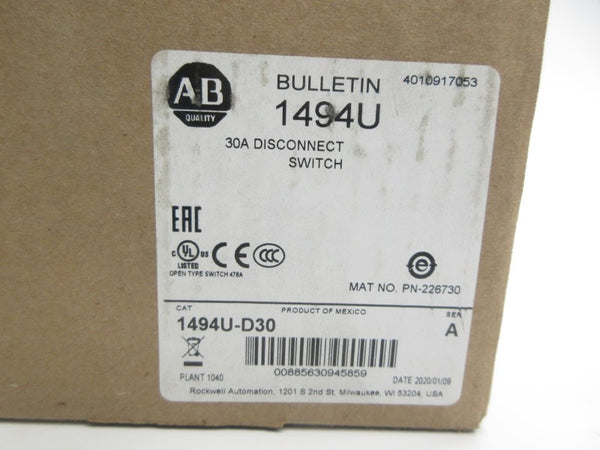 AB
QUALITY
BULLETIN
4010917053
1494U
30A DISCONNECT
SWITCH
EAC
C UL US
LISTED
CE CCC
OPEN TYPE SWITCH 478A
e
MAT NO. PN-226730
CAT
PRODUCT OF MEXICO
SER
1494U-D30
A
00885630945859
PLANT 1040
DATE 2020/01/09
Rockwell Automation, 1201 S 2nd St, Milwaukee, WI 53204, USA